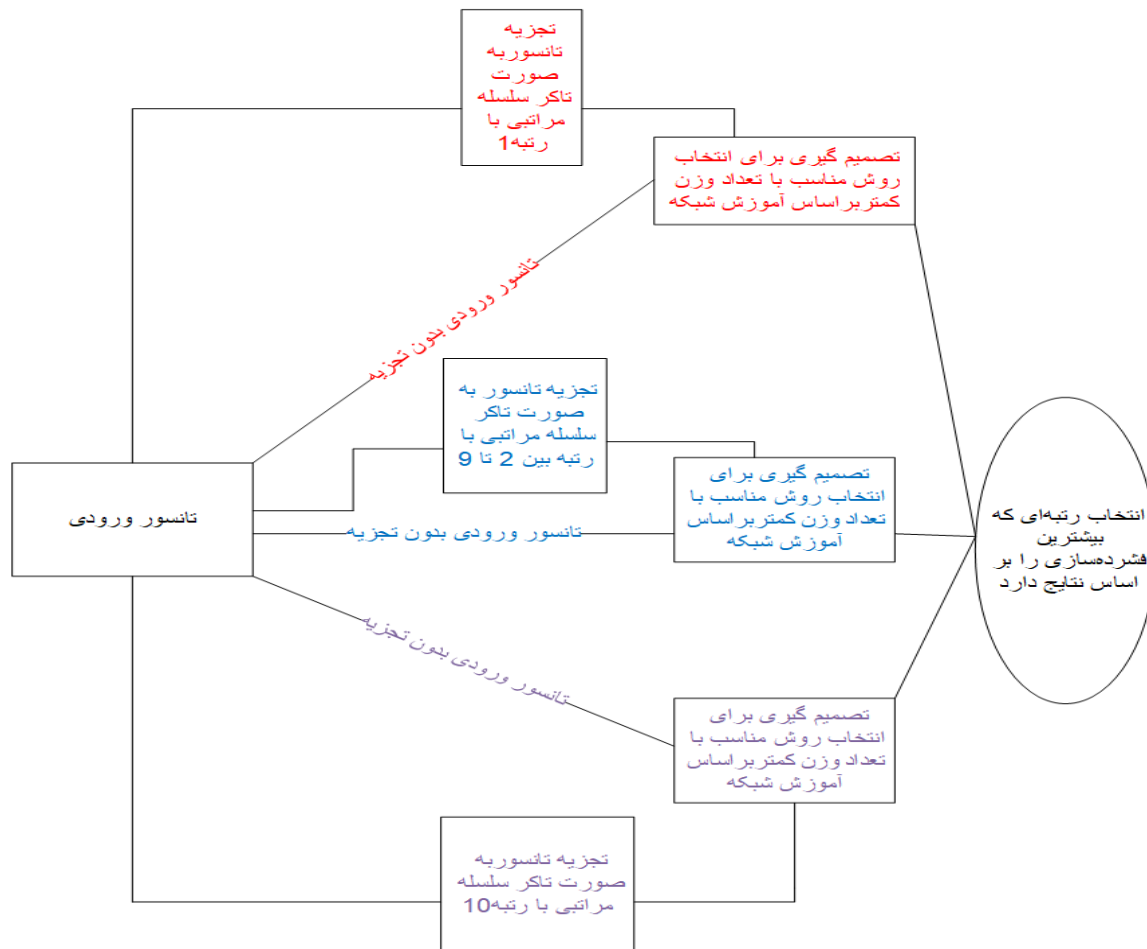 تجزیه
تانسوربه
صورت
تاکر سلسله
مراتبی با
رتبه1
تصمیم گیری برای انتخاب
روش مناسب با تعداد وزن
کمتربراساس آموزش شبکه
تانسور ورودی بدون تجزیه
تجزیه تانسور به
صورت تاکر
سلسله مراتبی با
رتبه بین 2 تا 9
تصمیم گیری برای
انتخاب روش مناسب با
تعداد وزن کمتربراساس
آموزش شبکه
تانسور ورودی
تانسور ورودی بدون تجزیه
انتخاب رتبه‌ای که
بیشترین
فشرده‌سازی را بر
اساس نتایج دارد
تانسور ورودی بدون تجزیه
تصمیم گیری برای
انتخاب روش مناسب با
تعداد وزن کمتربراساس
آموزش شبکه
تجزیه تانسوربه
صورت تاکر سلسله
مراتبی با رتبه10